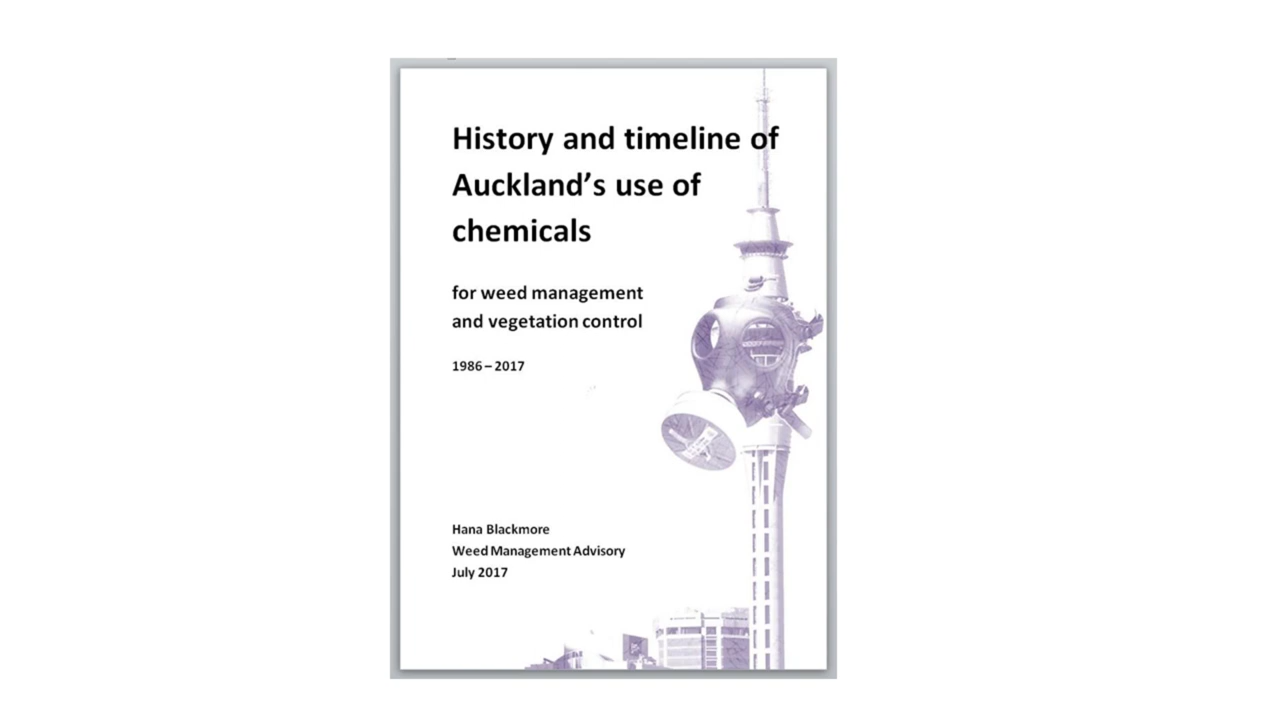 History and timeline of
Auckland’s use of
chemicals
for weed management
and vegetation control
1986 – 2017
Hana Blackmore
Weed Management Advisory
July 2017